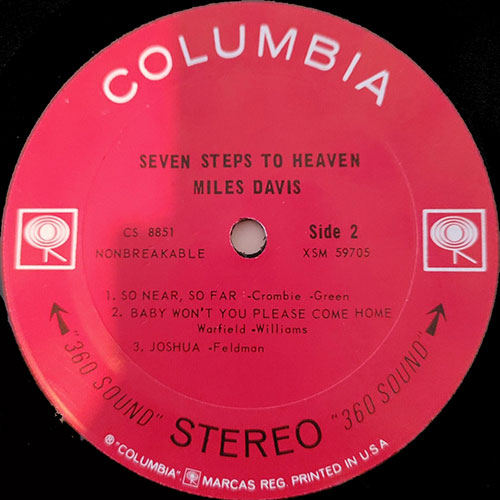 COLUMBIA
SEVEN STEPS TO HEAVEN
MILES DAVIS
CS 8851
NONBREAKABLE
Side 2
XSM 59705
1. SO NEAR, SO FAR -Crombie -Green
2. BABY WON'T YOU PLEASE COME HOME
Warfield -Williams
3. JOSHUA -Feldman
"360 SOUND" STEREO "360 SOUND"
® "COLUMBIA", MARCAS REG. PRINTED IN U.S.A.